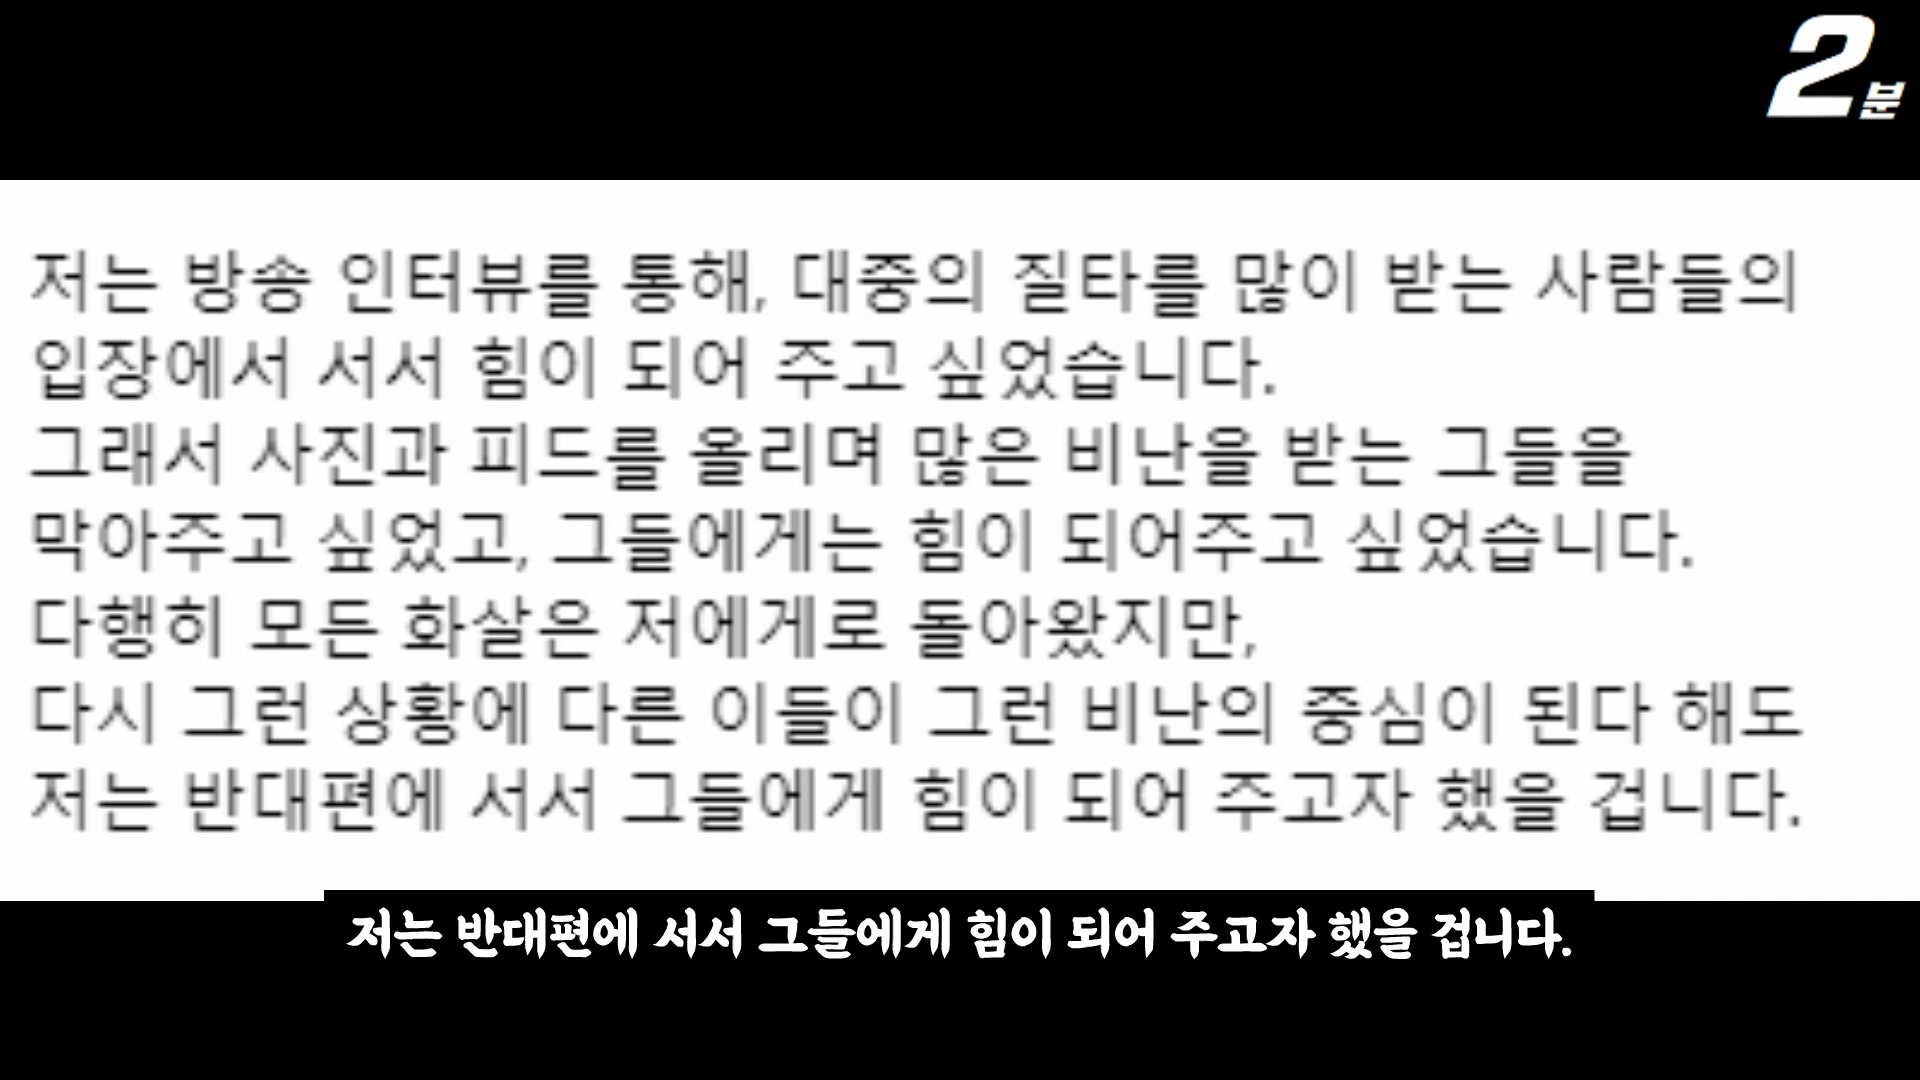 2분
저는 방송 인터뷰를 통해, 대중의 질타를 많이 받는 사람들의
입장에서 서서 힘이 되어 주고 싶었습니다.
그래서 사진과 피드를 올리며 많은 비난을 받는 그들을
막아주고 싶었고, 그들에게는 힘이 되어주고 싶었습니다.
다행히 모든 화살은 저에게로 돌아왔지만,
다시 그런 상황에 다른 이들이 그런 비난의 중심이 된다 해도
저는 반대편에 서서 그들에게 힘이 되어 주고자 했을 겁니다.
저는 반대편에 서서 그들에게 힘이 되어 주고자 했을 겁니다.